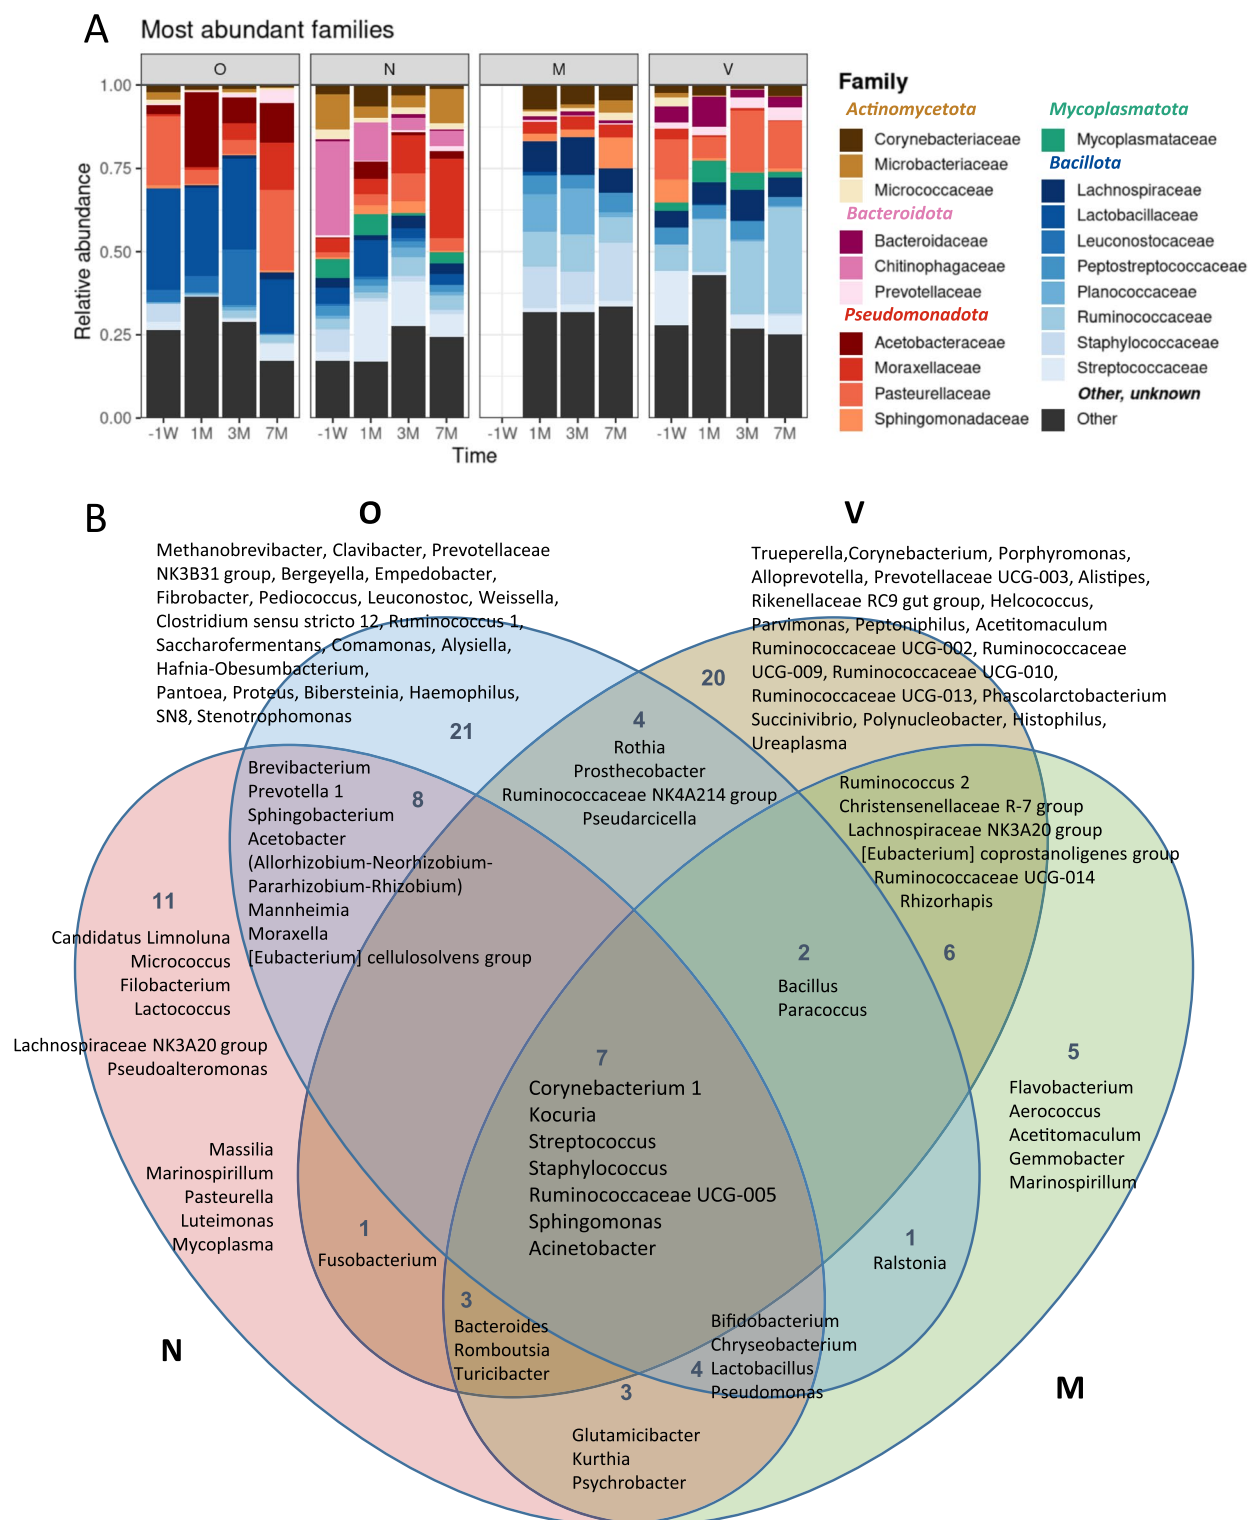 A
Most abundant families
O
N
M
V
1.00
0.75
0.50
0.25
0.00
Relative abundance
-1W 1M 3M 7M
-1W 1M 3M 7M
-1W 1M 3M 7M
-1W 1M 3M 7M
Time
Family
Actinomycetota
Corynebacteriaceae
Microbacteriaceae
Micrococcaceae
Bacteroidota
Bacteroidaceae
Chitinophagaceae
Prevotellaceae
Pseudomonadota
Acetobacteraceae
Moraxellaceae
Pasteurellaceae
Sphingomonadaceae
Mycoplasmatota
Mycoplasmataceae
Bacillota
Lachnospiraceae
Lactobacillaceae
Leuconostocaceae
Peptostreptococcaceae
Planococcaceae
Ruminococcaceae
Staphylococcaceae
Streptococcaceae
Other, unknown
Other
B
O
Methanobrevibacter, Clavibacter, Prevotellaceae
NK3B31 group, Bergeyella, Empedobacter,
Fibrobacter, Pediococcus, Leuconostoc, Weissella,
Clostridium sensu stricto 12, Ruminococcus 1,
Saccharofermentans, Comamonas, Alysiella,
Hafnia-Obesumbacterium,
Pantoea, Proteus, Bibersteinia, Haemophilus,
SN8, Stenotrophomonas
21
V
Trueperella,Corynebacterium, Porphyromonas,
Alloprevotella, Prevotellaceae UCG-003, Alistipes,
Rikenellaceae RC9 gut group, Helcococcus,
Parvimonas, Peptoniphilus, Acetitomaculum
Ruminococcaceae UCG-002, Ruminococcaceae
UCG-009, Ruminococcaceae UCG-010,
Ruminococcaceae UCG-013, Phascolarctobacterium
Succinivibrio, Polynucleobacter, Histophilus,
Ureaplasma
20
4
Rothia
Prosthecobacter
Ruminococcaceae NK4A214 group
Pseudarcicella
8
Brevibacterium
Prevotella 1
Sphingobacterium
Acetobacter
(Allorhizobium-Neorhizobium-
Pararhizobium-Rhizobium)
Mannheimia
Moraxella
[Eubacterium] cellulosolvens group
Ruminococcus 2
Christensenellaceae R-7 group
Lachnospiraceae NK3A20 group
[Eubacterium] coprostanoligenes group
Ruminococcaceae UCG-014
Rhizorhapis
6
11
Candidatus Limnoluna
Micrococcus
Filobacterium
Lactococcus
Lachnospiraceae NK3A20 group
Pseudoalteromonas
Massilia
Marinospirillum
Pasteurella
Luteimonas
Mycoplasma
2
Bacillus
Paracoccus
7
Corynebacterium 1
Kocuria
Streptococcus
Staphylococcus
Ruminococcaceae UCG-005
Sphingomonas
Acinetobacter
5
Flavobacterium
Aerococcus
Acetitomaculum
Gemmobacter
Marinospirillum
1
Fusobacterium
1
Ralstonia
3
Bacteroides
Romboutsia
Turicibacter
4
Bifidobacterium
Chryseobacterium
Lactobacillus
Pseudomonas
3
Glutamicibacter
Kurthia
Psychrobacter
N
M